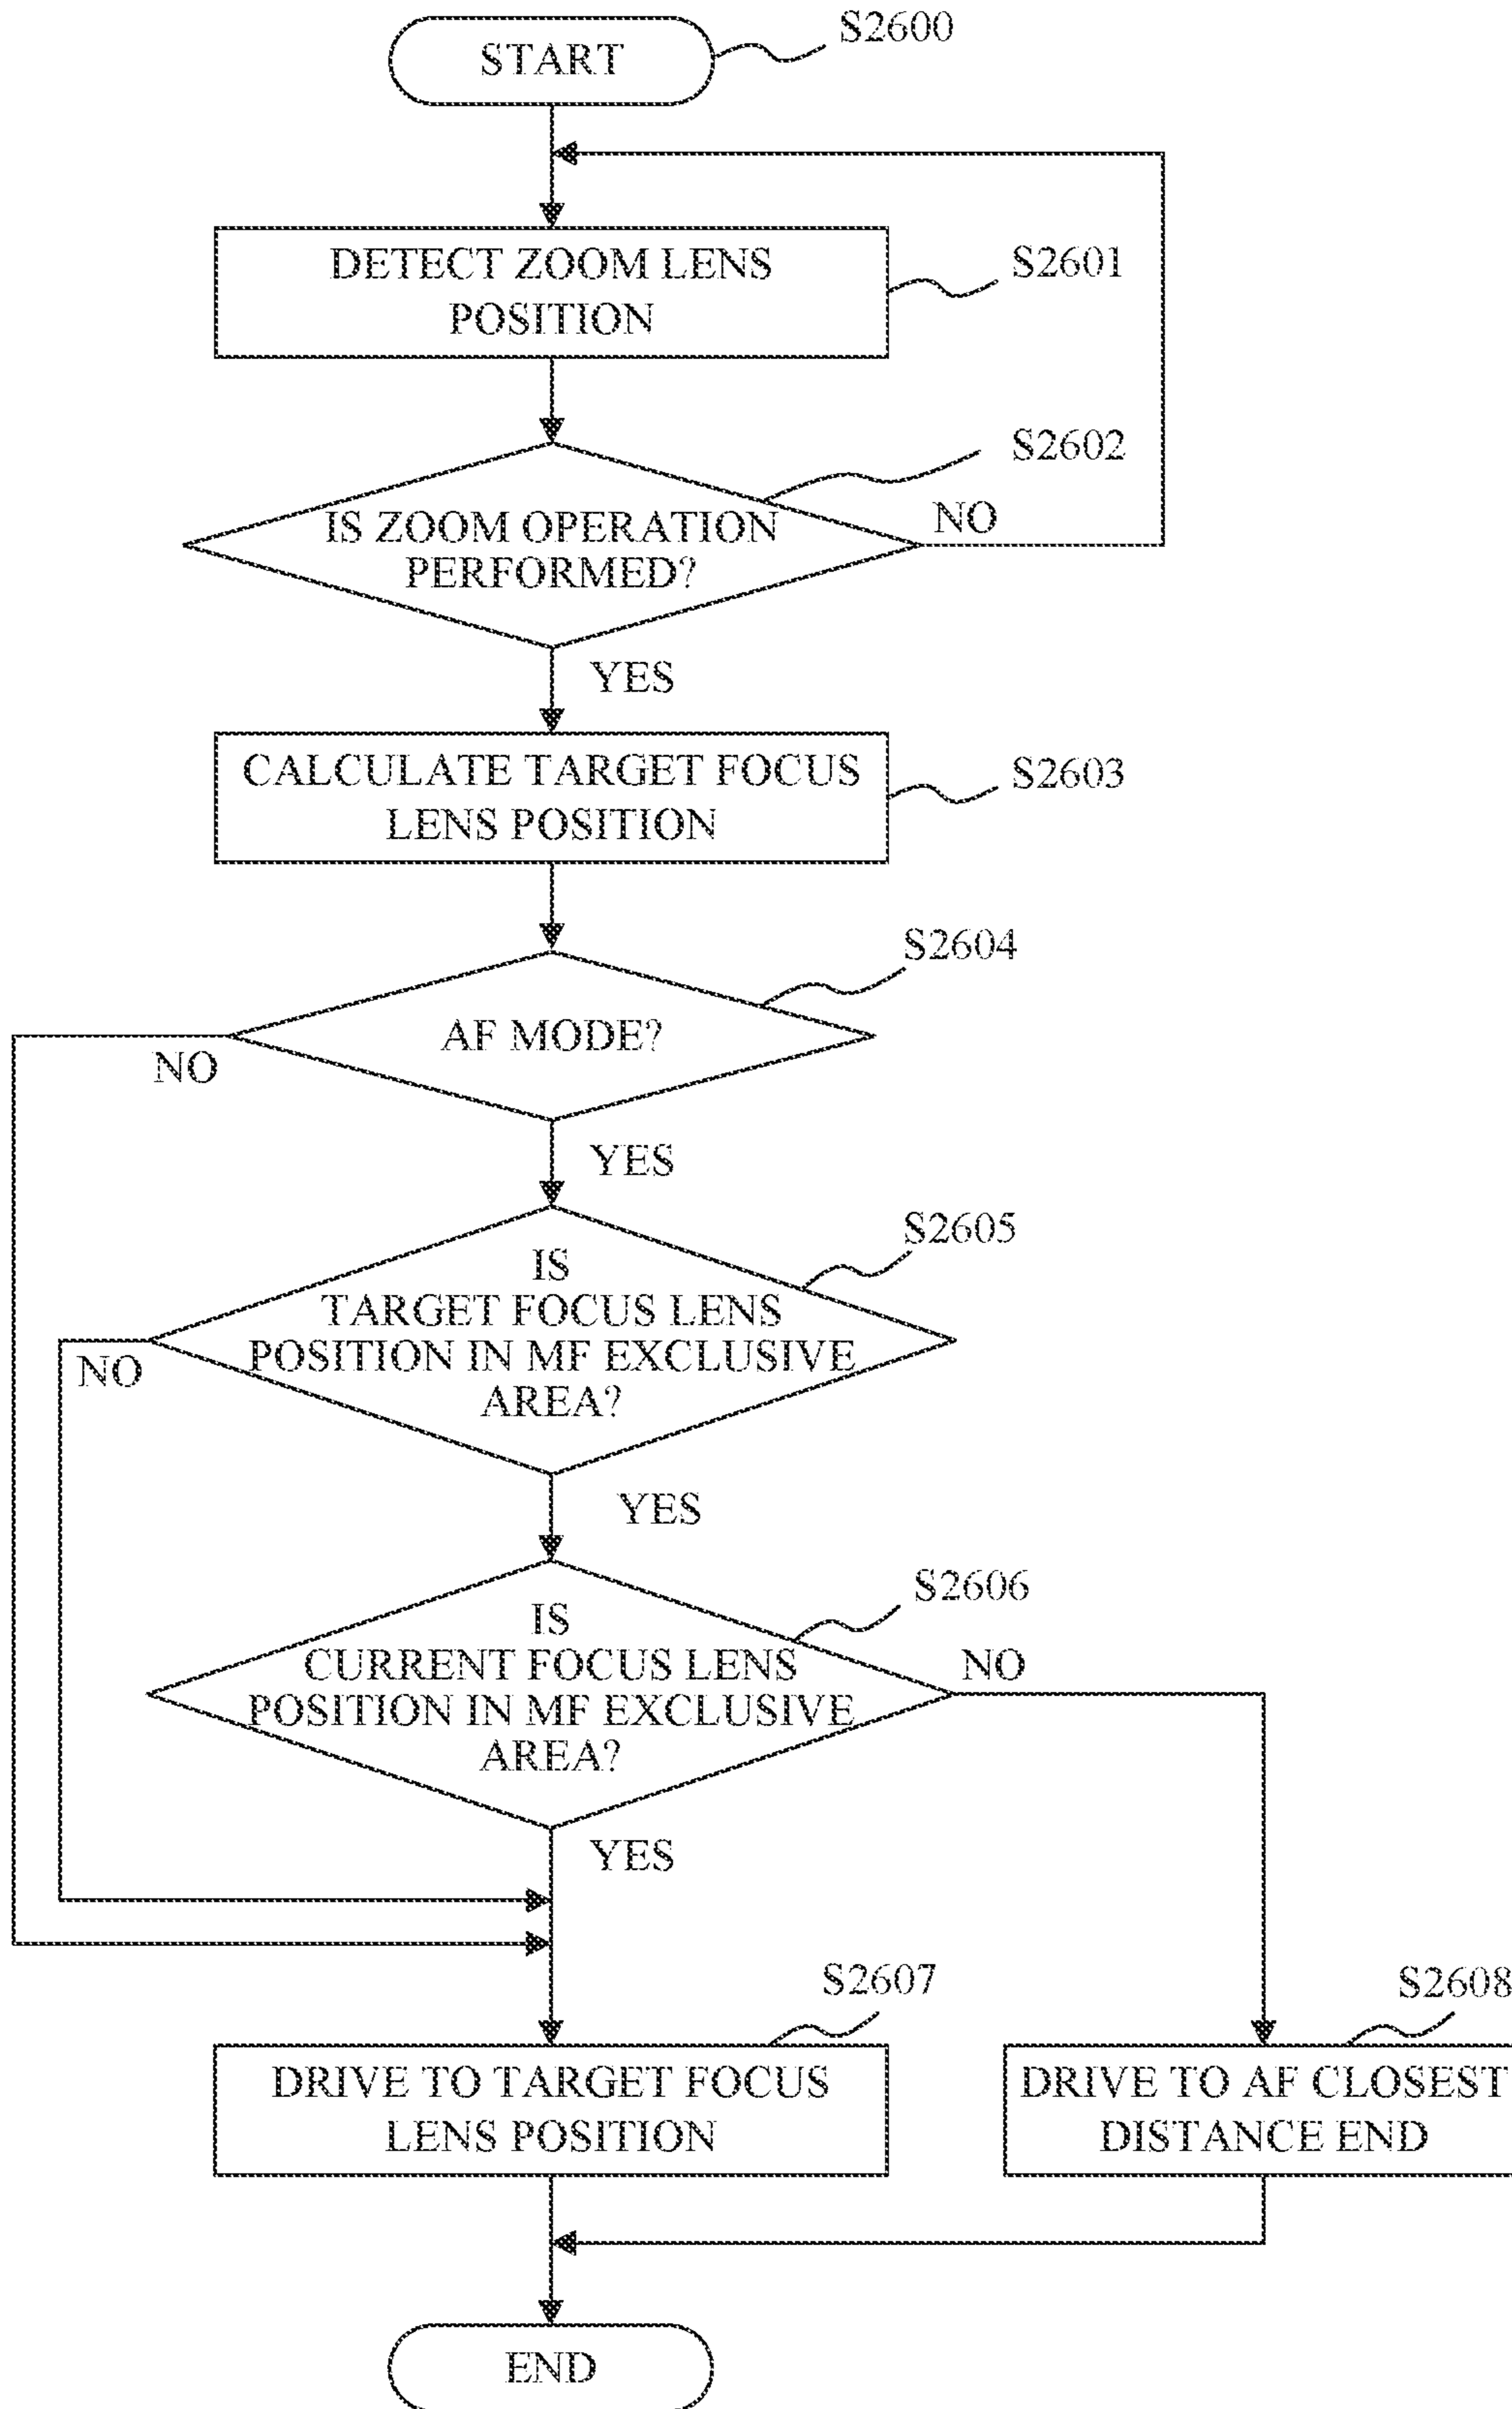 START
S2600
DETECT ZOOM LENS
POSITION
S2601
S2602
IS ZOOM OPERATION
PERFORMED?
NO
YES
CALCULATE TARGET FOCUS
LENS POSITION
S2603
S2604
AF MODE?
NO
YES
S2605
IS
TARGET FOCUS LENS
POSITION IN MF EXCLUSIVE
AREA?
NO
YES
S2606
IS
CURRENT FOCUS LENS
POSITION IN MF EXCLUSIVE
AREA?
NO
YES
S2607
S2608
DRIVE TO TARGET FOCUS
LENS POSITION
DRIVE TO AF CLOSEST
DISTANCE END
END